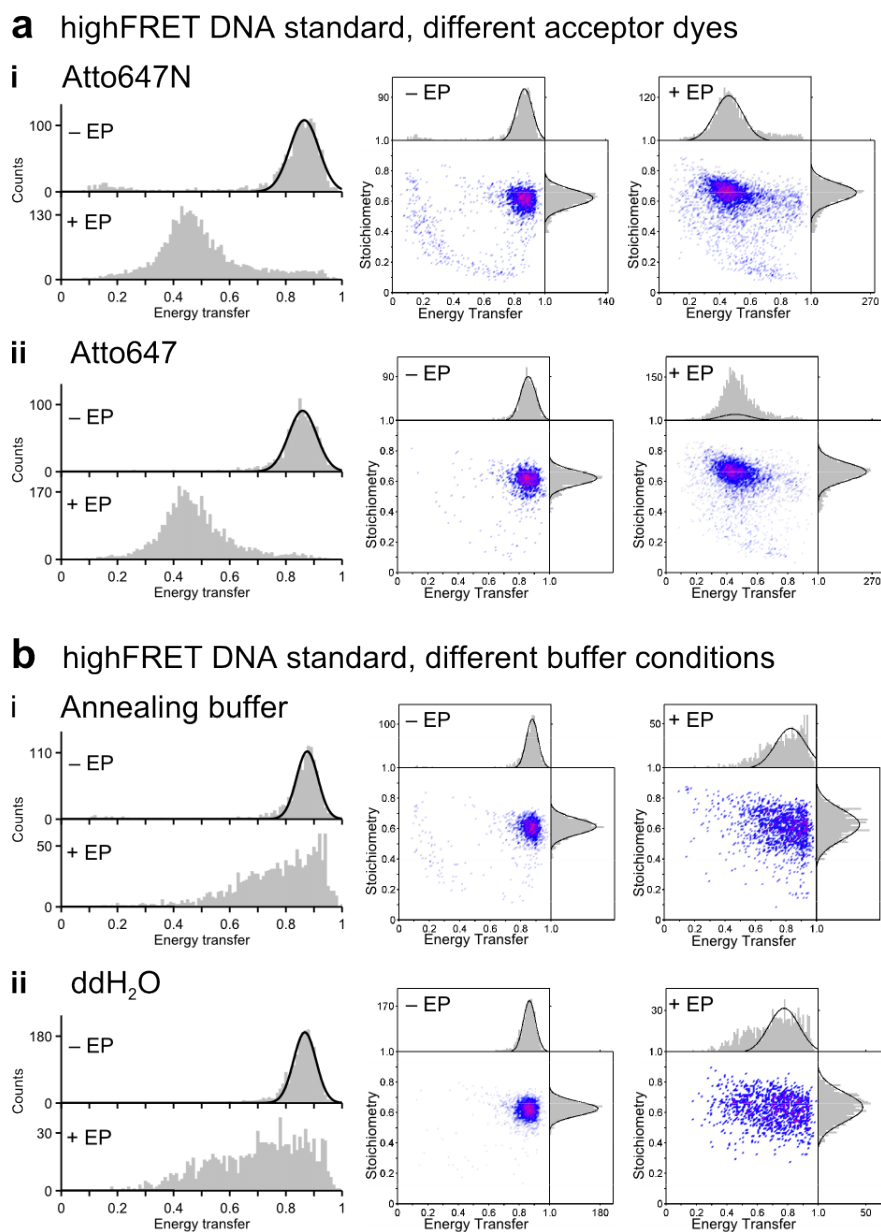 a highFRET DNA standard, different acceptor dyes
i Atto647N
– EP
100
0
Counts
+ EP
130
0
0 0.2 0.4 0.6 0.8 1
Energy transfer
– EP
90
1.0
0.8
0.6
0.4
0.2
0
Stoichiometry
0 0.2 0.4 0.6 0.8 1.0 140
Energy Transfer
+ EP
120
1.0
0.8
0.6
0.4
0.2
0
Stoichiometry
0 0.2 0.4 0.6 0.8 1.0 270
Energy Transfer
ii Atto647
– EP
100
0
Counts
+ EP
170
0
0 0.2 0.4 0.6 0.8 1
Energy transfer
– EP
90
1.0
0.8
0.6
0.4
0.2
0
Stoichiometry
0 0.2 0.4 0.6 0.8 1.0
Energy Transfer
+ EP
150
1.0
0.8
0.6
0.4
0.2
0
Stoichiometry
0 0.2 0.4 0.6 0.8 1.0 270
Energy Transfer
b highFRET DNA standard, different buffer conditions
i Annealing buffer
– EP
110
0
Counts
+ EP
50
0
0 0.2 0.4 0.6 0.8 1
Energy transfer
– EP
100
1.0
0.8
0.6
0.4
0.2
0
Stoichiometry
0 0.2 0.4 0.6 0.8 1.0
Energy Transfer
+ EP
50
1.0
0.8
0.6
0.4
0.2
0
Stoichiometry
0 0.2 0.4 0.6 0.8 1.0
Energy Transfer
ii ddH₂O
– EP
180
0
Counts
+ EP
30
0
0 0.2 0.4 0.6 0.8 1
Energy transfer
– EP
170
1.0
0.8
0.6
0.4
0.2
0
Stoichiometry
0 0.2 0.4 0.6 0.8 1.0 180
Energy Transfer
+ EP
30
1.0
0.8
0.6
0.4
0.2
0
Stoichiometry
0 0.2 0.4 0.6 0.8 1.0 50
Energy Transfer